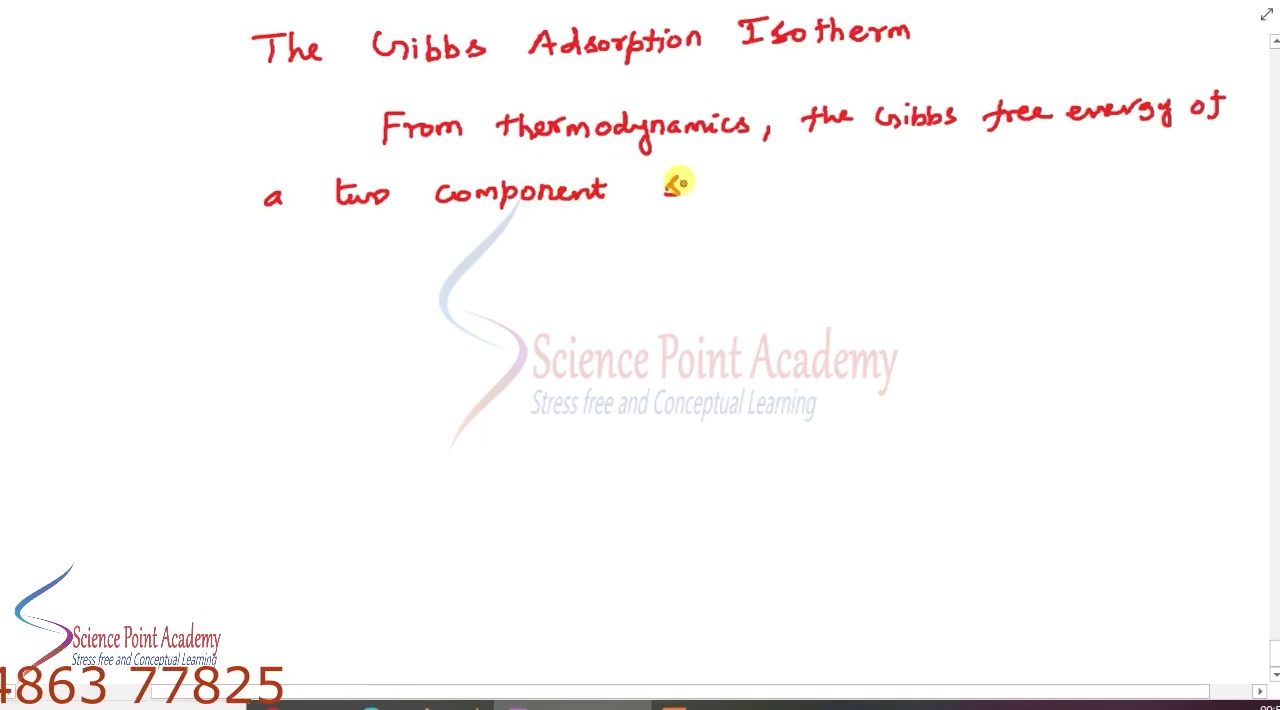 The Gibbs Adsorption Isotherm
From thermodynamics, the Gibbs free energy of
a two component
Science Point Academy
Stress free and Conceptual Learning
Science Point Academy
Stress free and Conceptual Learning
4863 77825